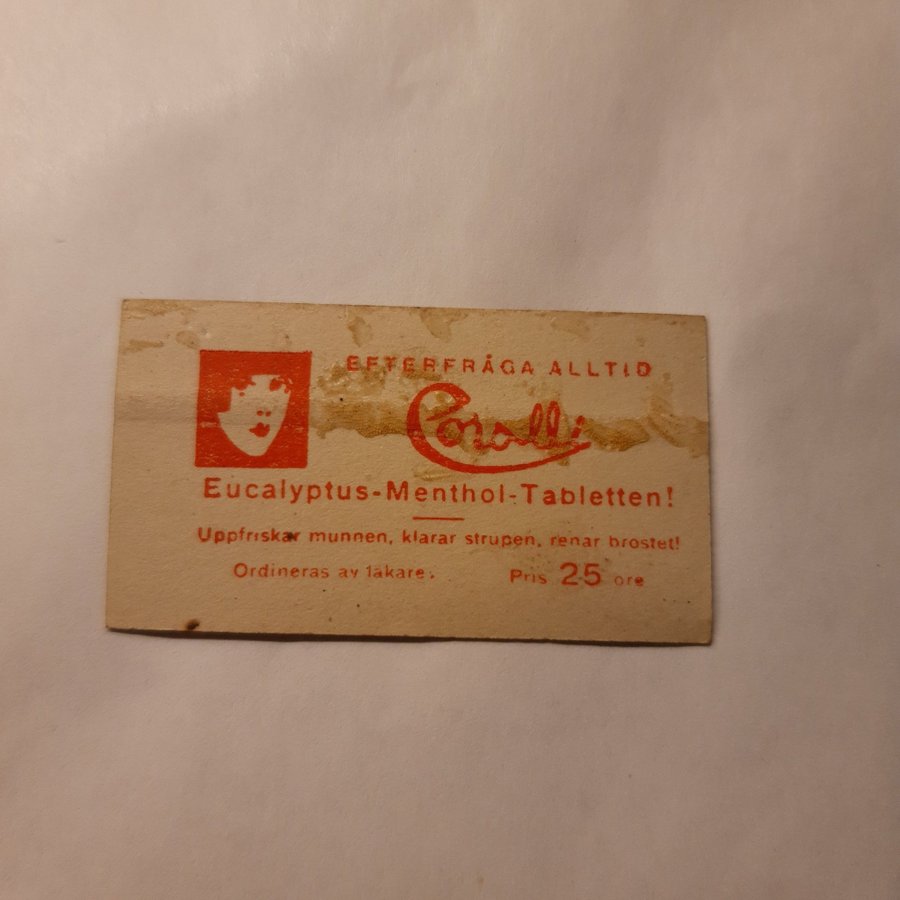 EFTERFRÅGA ALLTID
Coralli
Eucalyptus-Menthol-Tabletten!
Uppfriskar munnen, klarar strupen, renar bröstet!
Ordineras av läkare.
Pris 25 öre